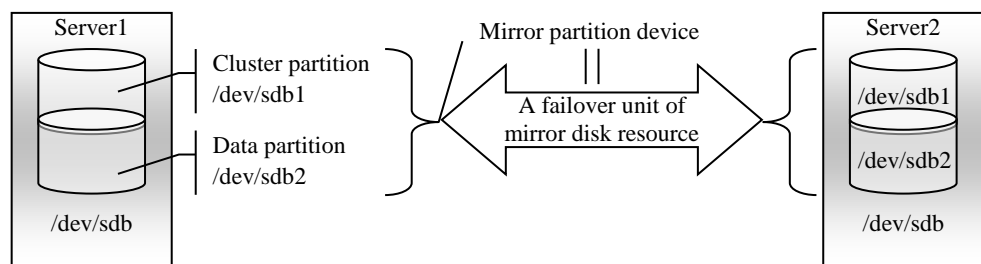 Server1
Cluster partition
/dev/sdb1
Data partition
/dev/sdb2
/dev/sdb
Mirror partition device
A failover unit of
mirror disk resource
Server2
/dev/sdb1
/dev/sdb2
/dev/sdb